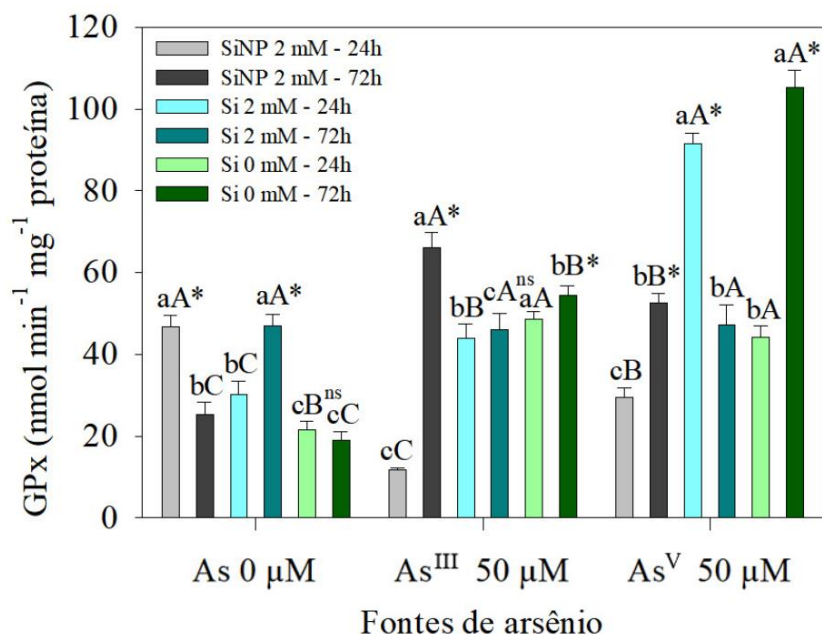 GPx (nmol min⁻¹ mg⁻¹ proteína)
120
100
80
60
40
20
0
SiNP 2 mM - 24h
SiNP 2 mM - 72h
Si 2 mM - 24h
Si 2 mM - 72h
Si 0 mM - 24h
Si 0 mM - 72h
aA* bC bC aA* cBⁿˢ cC
cC aA* bB cAⁿˢ aA bB*
cB bB* aA* bA bA aA*
As 0 µM Asᴵᴵᴵ 50 µM Asⱽ 50 µM
Fontes de arsênio